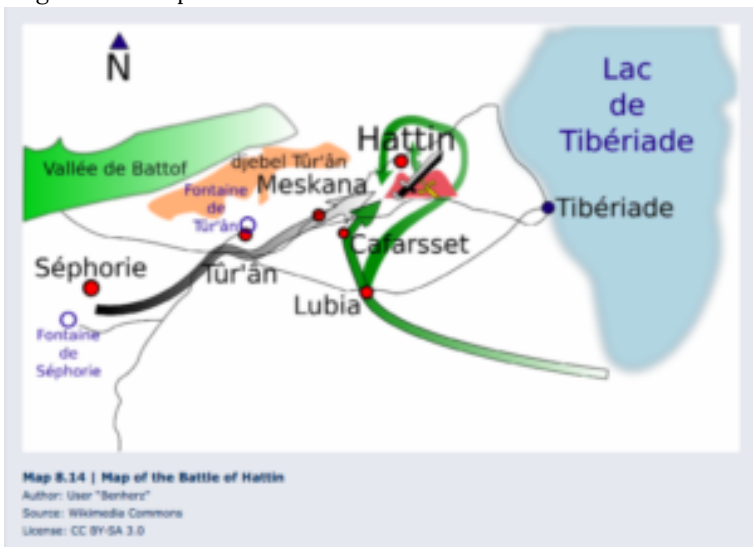 N
Lac
de
Tibériade
Hattin
Vallée de Battof
djebel Tûr'ân
Meskana
Fontaine
de
Tûr'ân
Tibériade
Cafarsset
Séphorie
Tûr'ân
Lubia
Fontaine
de
Séphorie
Map 8.14 | Map of the Battle of Hattin
Author: User "Benherz"
Source: Wikimedia Commons
License: CC BY-SA 3.0